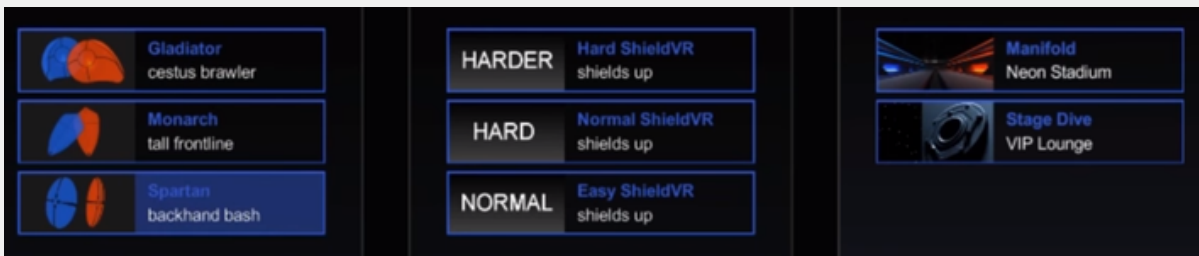 Gladiator
cestus brawler
Monarch
tall frontline
Spartan
backhand bash
HARDER
Hard ShieldVR
shields up
HARD
Normal ShieldVR
shields up
NORMAL
Easy ShieldVR
shields up
Manifold
Neon Stadium
Stage Dive
VIP Lounge